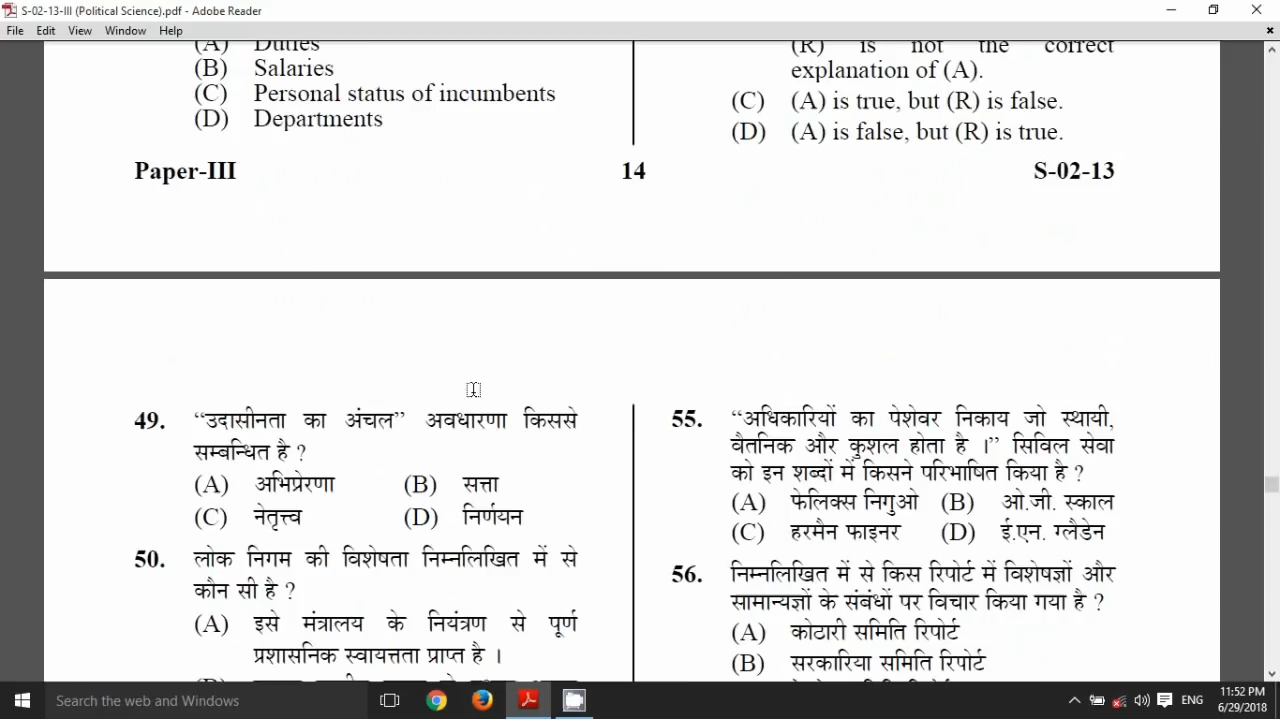 S-02-13-III (Political Science).pdf - Adobe Reader
File Edit View Window Help
(A) Duties
(B) Salaries
(C) Personal status of incumbents
(D) Departments
(R) is not the correct
explanation of (A).
(C) (A) is true, but (R) is false.
(D) (A) is false, but (R) is true.
Paper-III 14 S-02-13
49. “उदासीनता का अंचल” अवधारणा किससे
सम्बन्धित है ?
(A) अभिप्रेरणा (B) सत्ता
(C) नेतृत्त्व (D) निर्णयन
50. लोक निगम की विशेषता निम्नलिखित में से
कौन सी है ?
(A) इसे मंत्रालय के नियंत्रण से पूर्ण
प्रशासनिक स्वायत्तता प्राप्त है ।
55. “अधिकारियों का पेशेवर निकाय जो स्थायी,
वैतनिक और कुशल होता है ।” सिविल सेवा
को इन शब्दों में किसने परिभाषित किया है ?
(A) फेलिक्स निगुओ (B) ओ.जी. स्काल
(C) हरमैन फाइनर (D) ई.एन. ग्लैडेन
56. निम्नलिखित में से किस रिपोर्ट में विशेषज्ञों और
सामान्यज्ञों के संबंधों पर विचार किया गया है ?
(A) कोठारी समिति रिपोर्ट
(B) सरकारिया समिति रिपोर्ट
Search the web and Windows
ENG
11:52 PM
6/29/2018